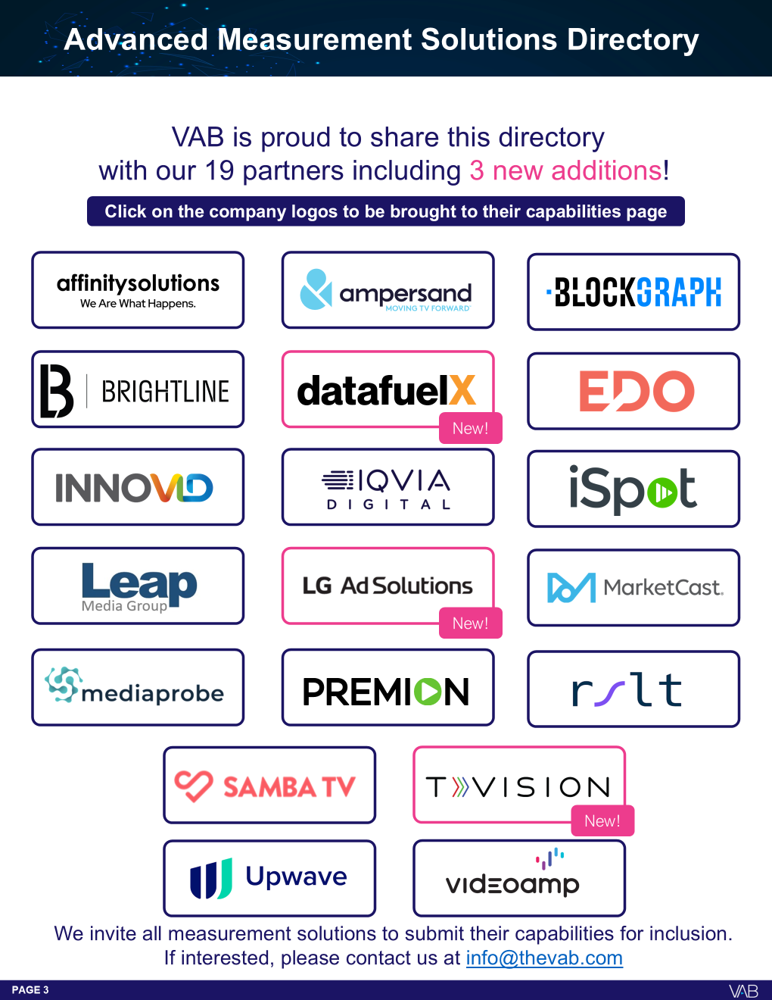 Advanced Measurement Solutions Directory
VAB is proud to share this directory
with our 19 partners including 3 new additions!
Click on the company logos to be brought to their capabilities page
affinitysolutions
We Are What Happens.
ampersand
MOVING TV FORWARD™
BLOCKGRAPH
B | BRIGHTLINE
datafuelX
New!
EDO
INNOVID
IQVIA
DIGITAL
iSpot
Leap
Media Group
LG Ad Solutions
New!
MarketCast®
mediaprobe
PREMION
rslt
SAMBA TV
TVISION
New!
Upwave
videoamp
We invite all measurement solutions to submit their capabilities for inclusion.
If interested, please contact us at info@thevab.com
PAGE 3
VAB